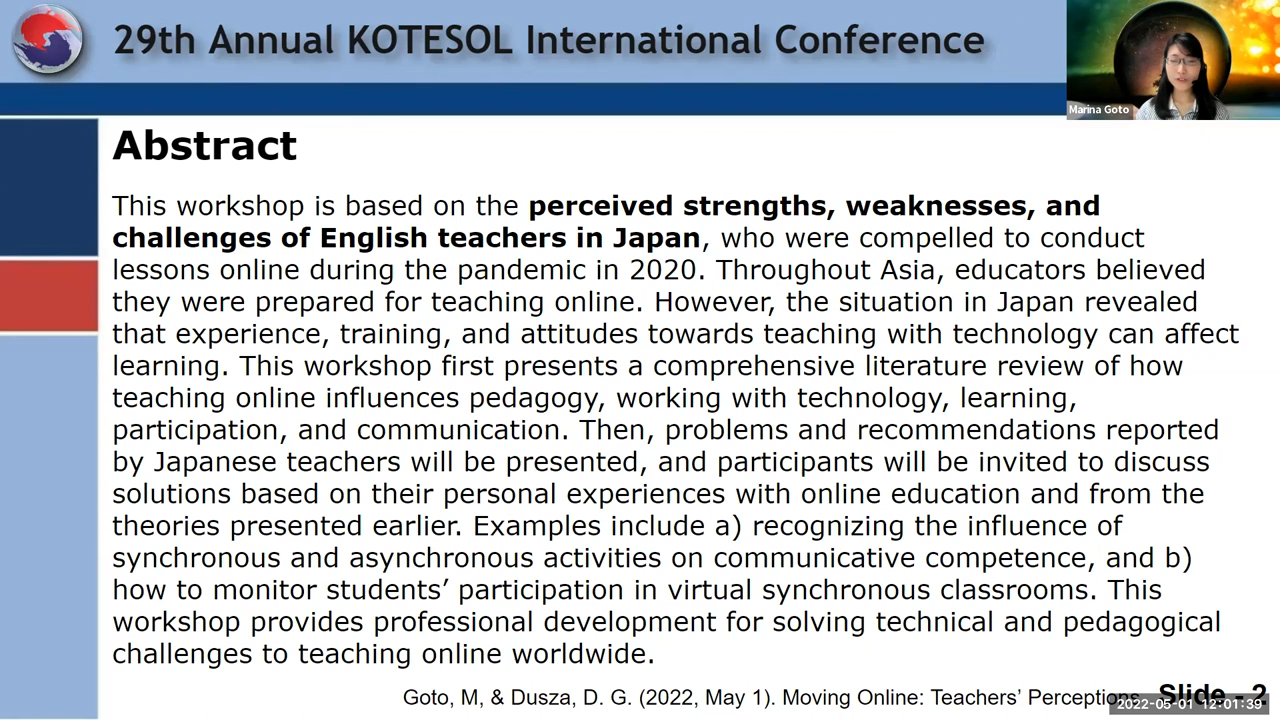 29th Annual KOTESOL International Conference
Marina Goto
Abstract
This workshop is based on the perceived strengths, weaknesses, and
challenges of English teachers in Japan, who were compelled to conduct
lessons online during the pandemic in 2020. Throughout Asia, educators believed
they were prepared for teaching online. However, the situation in Japan revealed
that experience, training, and attitudes towards teaching with technology can affect
learning. This workshop first presents a comprehensive literature review of how
teaching online influences pedagogy, working with technology, learning,
participation, and communication. Then, problems and recommendations reported
by Japanese teachers will be presented, and participants will be invited to discuss
solutions based on their personal experiences with online education and from the
theories presented earlier. Examples include a) recognizing the influence of
synchronous and asynchronous activities on communicative competence, and b)
how to monitor students’ participation in virtual synchronous classrooms. This
workshop provides professional development for solving technical and pedagogical
challenges to teaching online worldwide.
Goto, M, & Dusza, D. G. (2022, May 1). Moving Online: Teachers’ Perceptions Slide - 2
2022-05-01 12:01:39